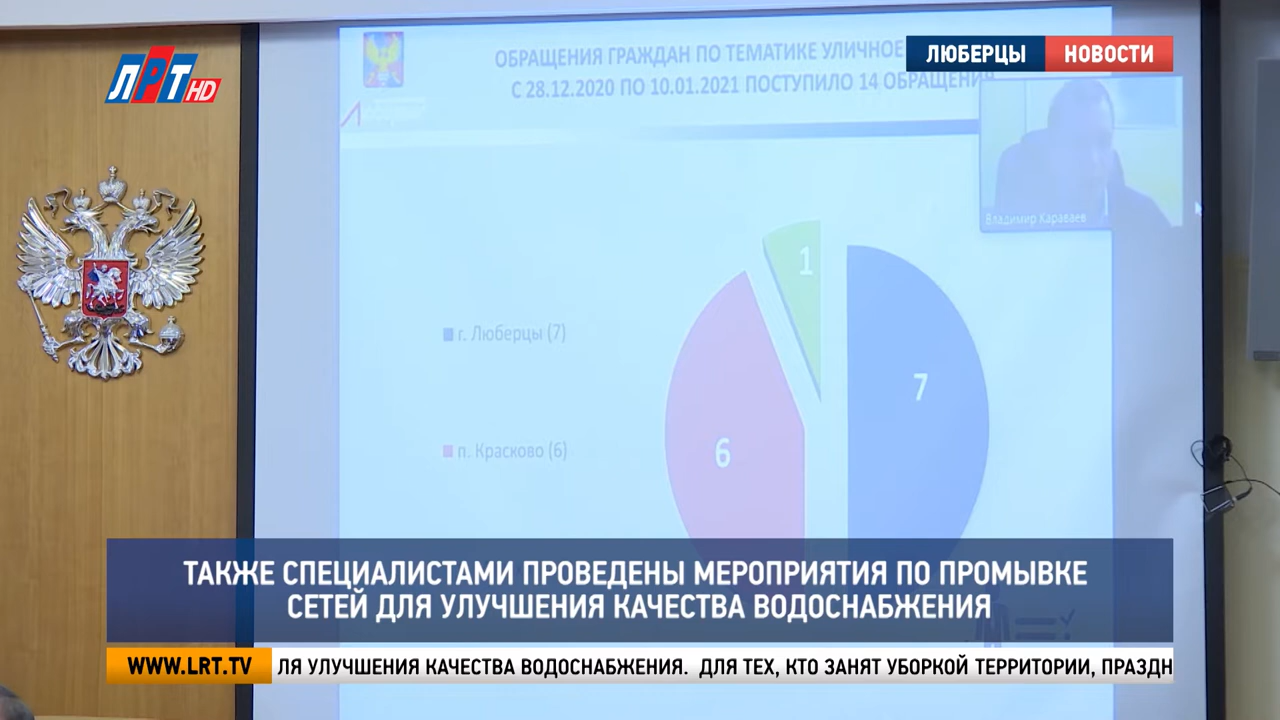 ЛРТ HD
ЛЮБЕРЦЫ НОВОСТИ
ОБРАЩЕНИЯ ГРАЖДАН ПО ТЕМАТИКЕ УЛИЧНОЕ
С 28.12.2020 ПО 10.01.2021 ПОСТУПИЛО 14 ОБРАЩЕНИЙ
Владимир Караваев
1
г. Люберцы (7)
7
п. Красково (6)
6
ТАКЖЕ СПЕЦИАЛИСТАМИ ПРОВЕДЕНЫ МЕРОПРИЯТИЯ ПО ПРОМЫВКЕ
СЕТЕЙ ДЛЯ УЛУЧШЕНИЯ КАЧЕСТВА ВОДОСНАБЖЕНИЯ
WWW.LRT.TV ЛЯ УЛУЧШЕНИЯ КАЧЕСТВА ВОДОСНАБЖЕНИЯ. ДЛЯ ТЕХ, КТО ЗАНЯТ УБОРКОЙ ТЕРРИТОРИИ, ПРАЗДН